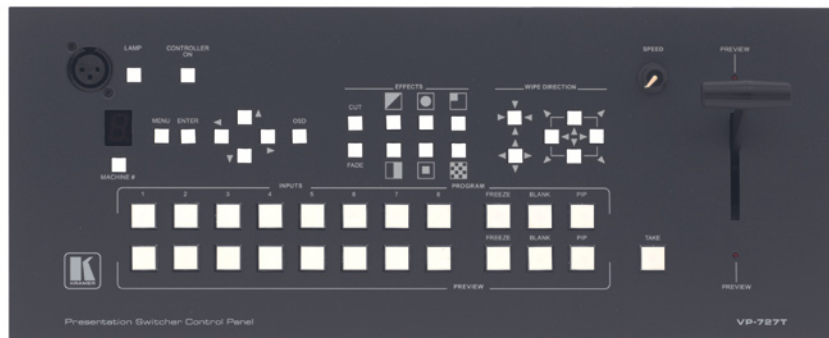 LAMP
CONTROLLER
ON
SPEED
PREVIEW
EFFECTS
WIPE DIRECTION
CUT
MENU ENTER
OSD
FADE
MACHINE #
INPUTS
PROGRAM
1 2 3 4 5 6 7 8
FREEZE BLANK PIP
FREEZE BLANK PIP
TAKE
K
KRAMER
PREVIEW
PREVIEW
Presentation Switcher Control Panel
VP-727T